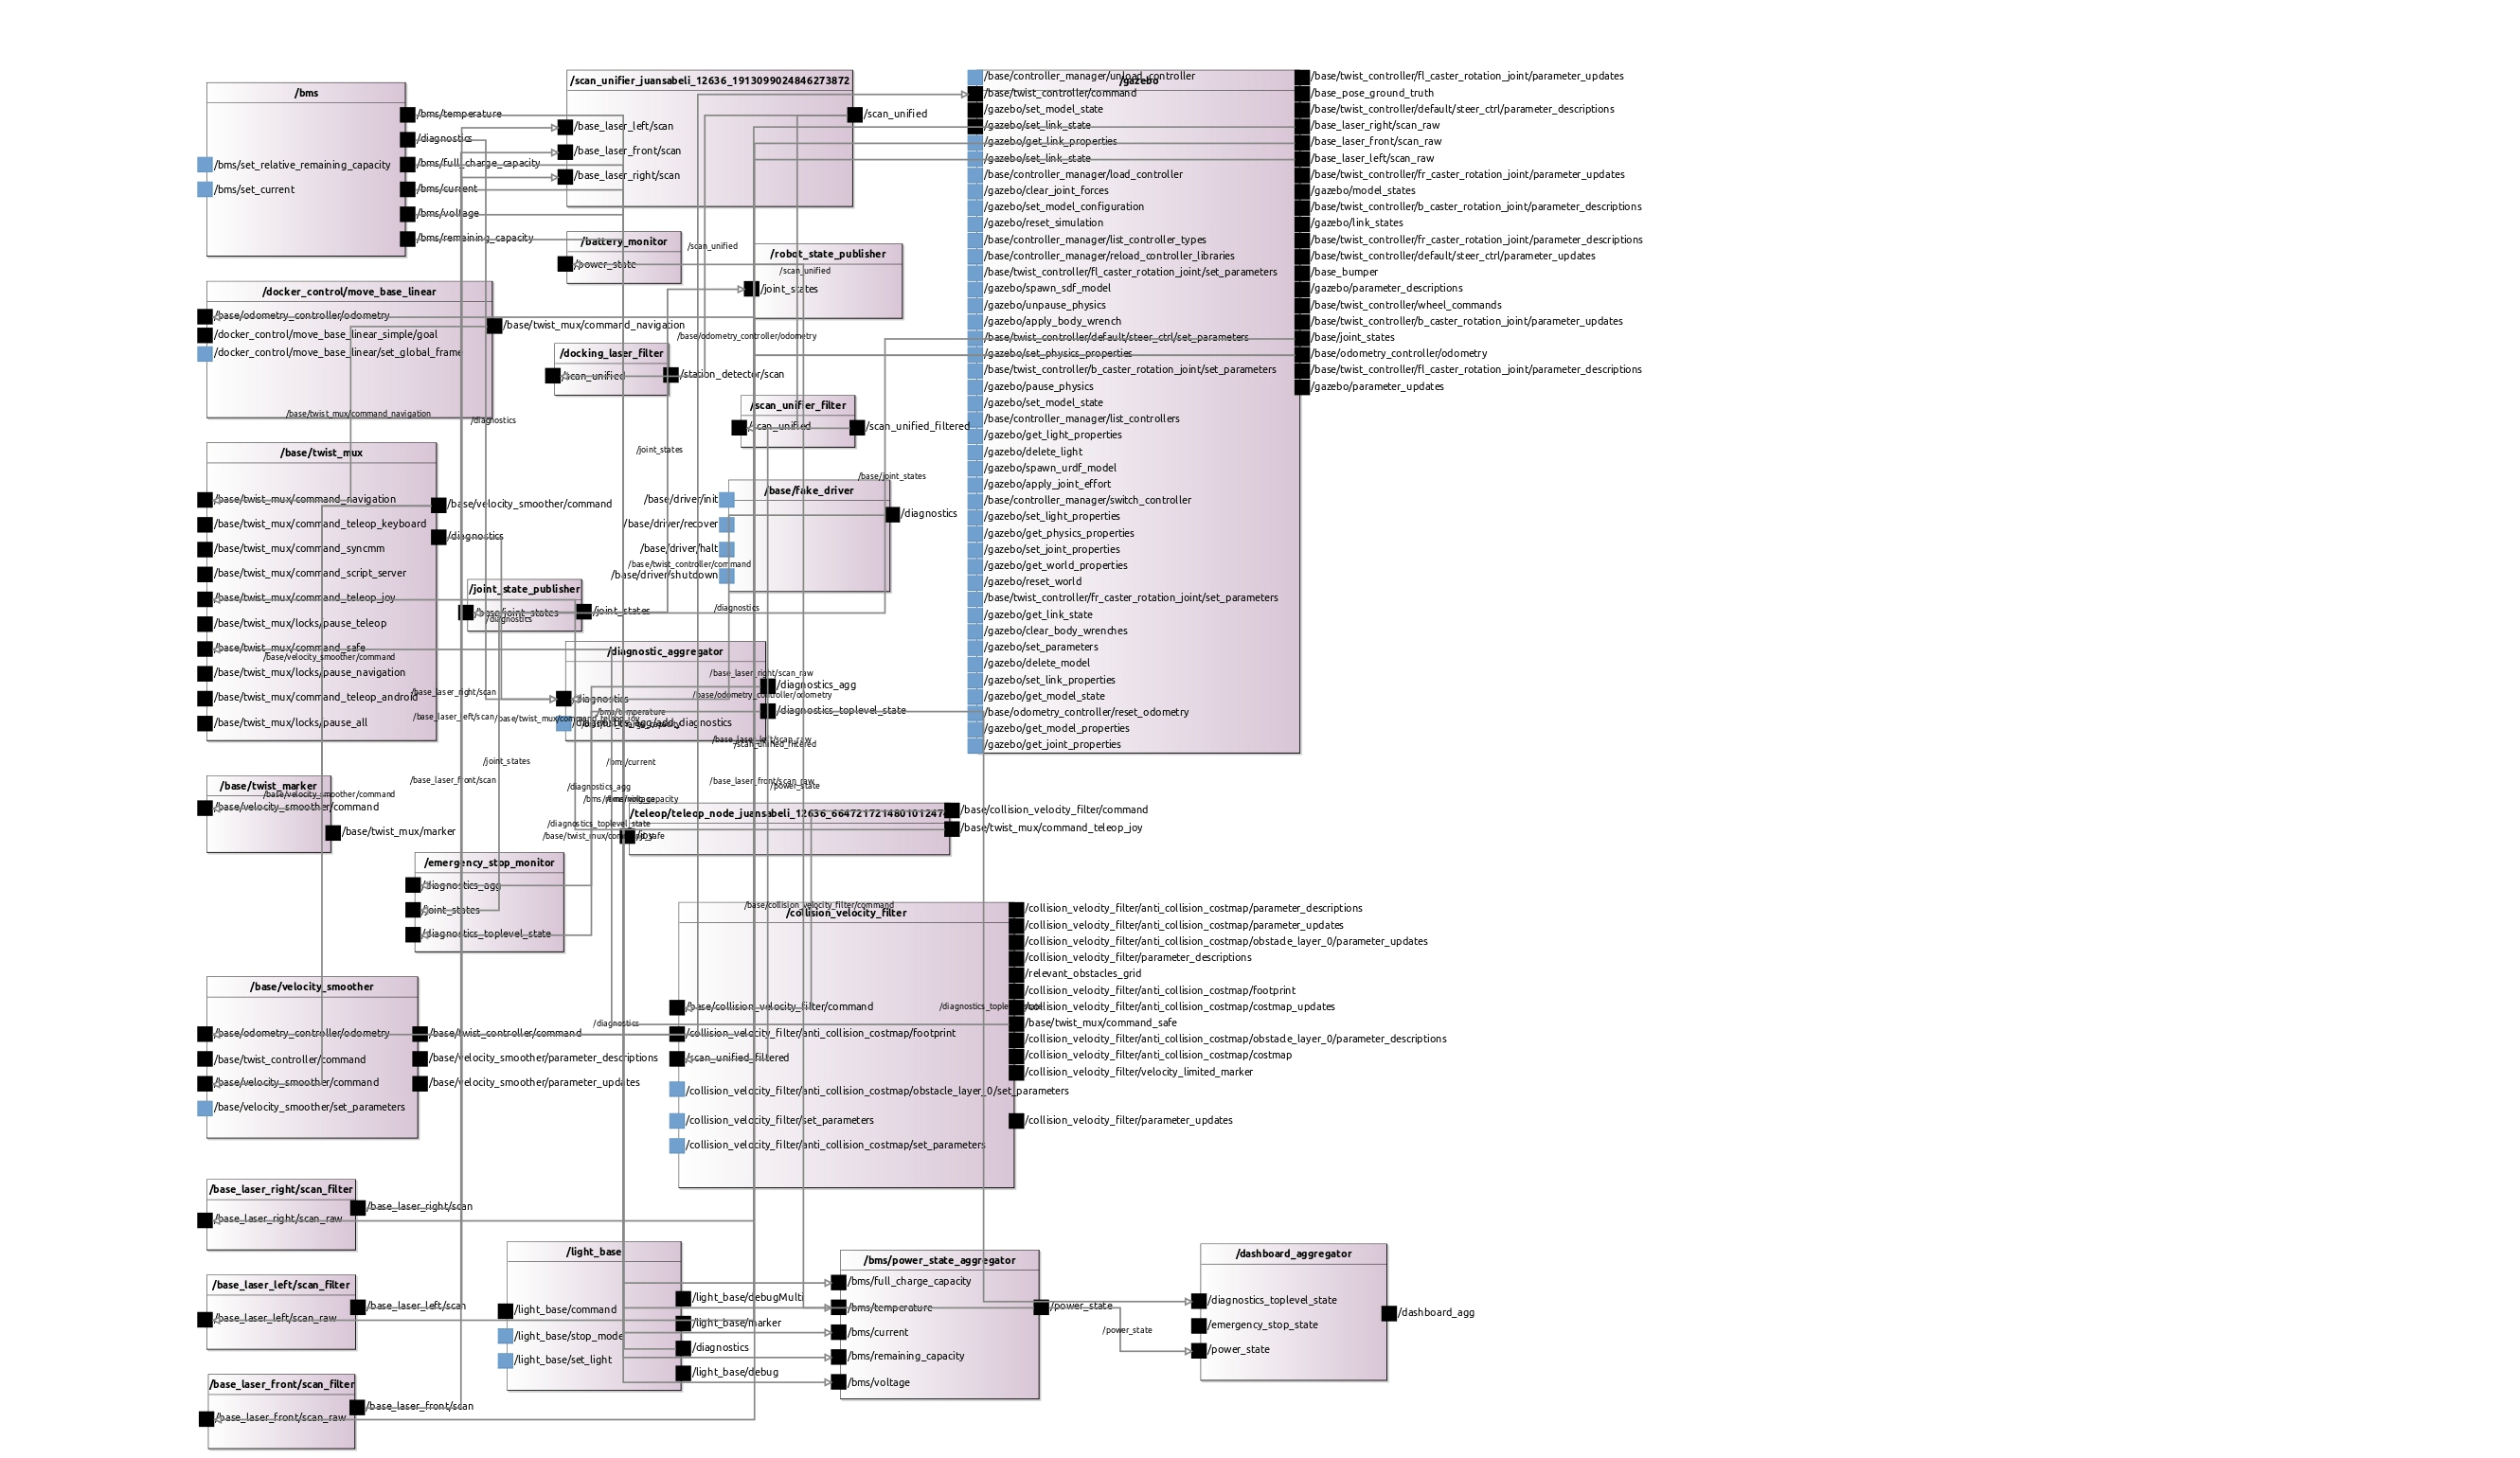 /bms
/bms/temperature
/diagnostics
/bms/full_charge_capacity
/bms/current
/bms/voltage
/bms/remaining_capacity
/bms/set_relative_remaining_capacity
/bms/set_current
/scan_unifier_juansabeli_12636_1913099024846273872
/base_laser_left/scan
/base_laser_front/scan
/base_laser_right/scan
/scan_unified
/battery_monitor
/power_state
/scan_unified
/scan_unified
/robot_state_publisher
/joint_states
/base/odometry_controller/odometry
/docker_control/move_base_linear
/base/odometry_controller/odometry
/docker_control/move_base_linear_simple/goal
/docker_control/move_base_linear/set_global_frame
/base/twist_mux/command_navigation
/base/twist_mux/command_navigation
/diagnostics
/docking_laser_filter
/scan_unified
/station_detector/scan
/scan_unifier_filter
/scan_unified
/scan_unified_filtered
/joint_states
/base/joint_states
/base/twist_mux
/base/twist_mux/command_navigation
/base/twist_mux/command_teleop_keyboard
/base/twist_mux/command_syncmm
/base/twist_mux/command_script_server
/base/twist_mux/command_teleop_joy
/base/twist_mux/locks/pause_teleop
/base/twist_mux/command_safe
/base/velocity_smoother/command
/base/twist_mux/locks/pause_navigation
/base/twist_mux/command_teleop_android
/base/twist_mux/locks/pause_all
/base/velocity_smoother/command
/diagnostics
/base/fake_driver
/base/driver/init
/base/driver/recover
/base/driver/halt
/base/twist_controller/command
/base/driver/shutdown
/diagnostics
/diagnostics
/joint_state_publisher
/base/joint_states
/joint_states
/diagnostics
/diagnostic_aggregator
/diagnostics
/diagnostics_agg/add_diagnostics
/diagnostics_agg
/diagnostics_toplevel_state
/base_laser_right/scan_raw
/base/odometry_controller/odometry
/bms/temperature
/base_laser_right/scan
/base_laser_left/scan
/base/twist_mux/command_teleop_joy
/base_laser_left/scan_raw
/scan_unified_filtered
/joint_states
/bms/current
/base_laser_front/scan
/base_laser_front/scan_raw
/diagnostics_agg
/power_state
/diagnostics_toplevel_state
/base/twist_mux/command_safe
/gazebo
/base/controller_manager/unload_controller
/base/twist_controller/command
/gazebo/set_model_state
/gazebo/set_link_state
/gazebo/get_link_properties
/gazebo/set_link_state
/base/controller_manager/load_controller
/gazebo/clear_joint_forces
/gazebo/set_model_configuration
/gazebo/reset_simulation
/base/controller_manager/list_controller_types
/base/controller_manager/reload_controller_libraries
/base/twist_controller/fl_caster_rotation_joint/set_parameters
/gazebo/spawn_sdf_model
/gazebo/unpause_physics
/gazebo/apply_body_wrench
/base/twist_controller/default/steer_ctrl/set_parameters
/gazebo/set_physics_properties
/base/twist_controller/b_caster_rotation_joint/set_parameters
/gazebo/pause_physics
/gazebo/set_model_state
/base/controller_manager/list_controllers
/gazebo/get_light_properties
/gazebo/delete_light
/gazebo/spawn_urdf_model
/gazebo/apply_joint_effort
/base/controller_manager/switch_controller
/gazebo/set_light_properties
/gazebo/get_physics_properties
/gazebo/set_joint_properties
/gazebo/get_world_properties
/gazebo/reset_world
/base/twist_controller/fr_caster_rotation_joint/set_parameters
/gazebo/get_link_state
/gazebo/clear_body_wrenches
/gazebo/set_parameters
/gazebo/delete_model
/gazebo/set_link_properties
/gazebo/get_model_state
/base/odometry_controller/reset_odometry
/gazebo/get_model_properties
/gazebo/get_joint_properties
/base/twist_controller/fl_caster_rotation_joint/parameter_updates
/base_pose_ground_truth
/base/twist_controller/default/steer_ctrl/parameter_descriptions
/base_laser_right/scan_raw
/base_laser_front/scan_raw
/base_laser_left/scan_raw
/base/twist_controller/fr_caster_rotation_joint/parameter_updates
/gazebo/model_states
/base/twist_controller/b_caster_rotation_joint/parameter_descriptions
/gazebo/link_states
/base/twist_controller/fr_caster_rotation_joint/parameter_descriptions
/base/twist_controller/default/steer_ctrl/parameter_updates
/base_bumper
/gazebo/parameter_descriptions
/base/twist_controller/wheel_commands
/base/twist_controller/b_caster_rotation_joint/parameter_updates
/base/joint_states
/base/odometry_controller/odometry
/base/twist_controller/fl_caster_rotation_joint/parameter_descriptions
/gazebo/parameter_updates
/base/twist_marker
/base/velocity_smoother/command
/base/velocity_smoother/command
/base/twist_mux/marker
/base/collision_velocity_filter/command
/base/twist_mux/command_teleop_joy
/emergency_stop_monitor
/diagnostics_agg
/joint_states
/diagnostics_toplevel_state
/base/collision_velocity_filter/command
/collision_velocity_filter
/base/collision_velocity_filter/command
/collision_velocity_filter/anti_collision_costmap/footprint
/scan_unified_filtered
/collision_velocity_filter/anti_collision_costmap/obstacle_layer_0/set_parameters
/collision_velocity_filter/set_parameters
/collision_velocity_filter/anti_collision_costmap/set_parameters
/collision_velocity_filter/anti_collision_costmap/parameter_descriptions
/collision_velocity_filter/anti_collision_costmap/parameter_updates
/collision_velocity_filter/anti_collision_costmap/obstacle_layer_0/parameter_updates
/collision_velocity_filter/parameter_descriptions
/relevant_obstacles_grid
/collision_velocity_filter/anti_collision_costmap/footprint
/collision_velocity_filter/anti_collision_costmap/costmap_updates
/base/twist_mux/command_safe
/collision_velocity_filter/anti_collision_costmap/obstacle_layer_0/parameter_descriptions
/collision_velocity_filter/anti_collision_costmap/costmap
/collision_velocity_filter/velocity_limited_marker
/collision_velocity_filter/parameter_updates
/diagnostics
/base/velocity_smoother
/base/odometry_controller/odometry
/base/twist_controller/command
/base/velocity_smoother/command
/base/velocity_smoother/set_parameters
/base/twist_controller/command
/base/velocity_smoother/parameter_descriptions
/base/velocity_smoother/parameter_updates
/base_laser_right/scan_filter
/base_laser_right/scan
/base_laser_right/scan_raw
/base_laser_left/scan_filter
/base_laser_left/scan
/base_laser_left/scan_raw
/base_laser_front/scan_filter
/base_laser_front/scan
/base_laser_front/scan_raw
/light_base
/light_base/command
/light_base/stop_mode
/light_base/set_light
/light_base/debugMulti
/light_base/marker
/diagnostics
/light_base/debug
/bms/power_state_aggregator
/bms/full_charge_capacity
/bms/temperature
/bms/current
/bms/remaining_capacity
/bms/voltage
/power_state
/power_state
/dashboard_aggregator
/diagnostics_toplevel_state
/emergency_stop_state
/power_state
/dashboard_agg